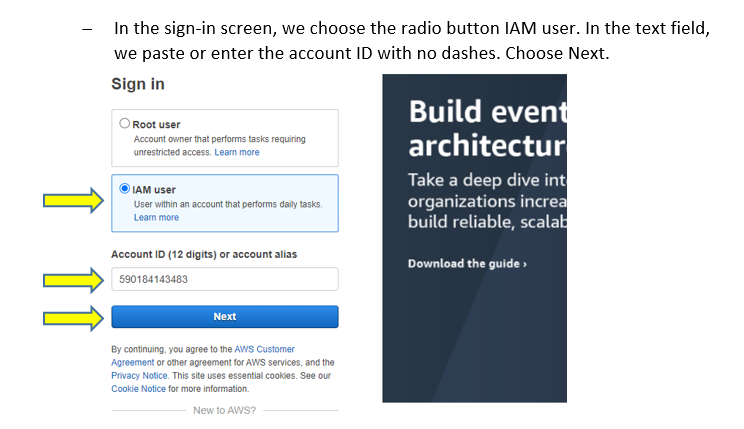 – In the sign-in screen, we choose the radio button IAM user. In the text field,
we paste or enter the account ID with no dashes. Choose Next.
Sign in
Root user
Account owner that performs tasks requiring
unrestricted access. Learn more
IAM user
User within an account that performs daily tasks.
Learn more
Account ID (12 digits) or account alias
590184143483
Next
By continuing, you agree to the AWS Customer
Agreement or other agreement for AWS services, and the
Privacy Notice. This site uses essential cookies. See our
Cookie Notice for more information.
New to AWS?
Build event
architectur
Take a deep dive int
organizations increa
build reliable, scalab
Download the guide ›